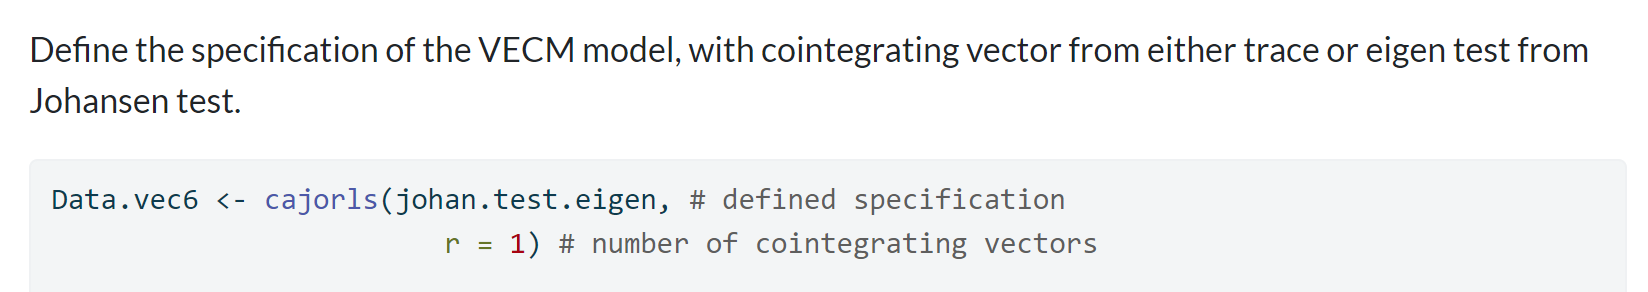 Define the specification of the VECM model, with cointegrating vector from either trace or eigen test from
Johansen test.
Data.vec6 <- cajorls(johan.test.eigen, # defined specification
r = 1) # number of cointegrating vectors